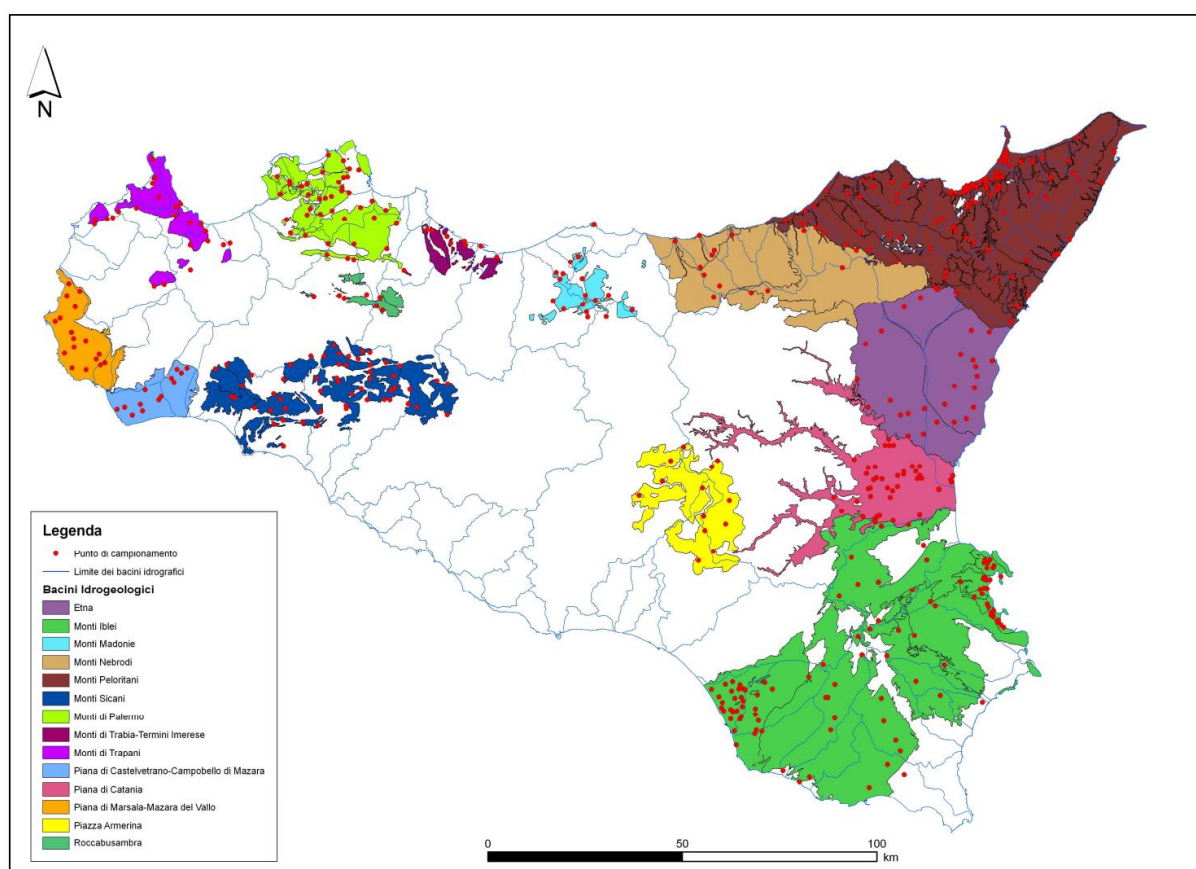 N
Legenda
Punto di campionamento
Limite dei bacini idrografici
Bacini Idrogeologici
Etna
Monti Iblei
Monti Madonie
Monti Nebrodi
Monti Peloritani
Monti Sicani
Monti di Palermo
Monti di Trabia-Termini Imerese
Monti di Trapani
Piana di Castelvetrano-Campobello di Mazara
Piana di Catania
Piana di Marsala-Mazara del Vallo
Piazza Armerina
Roccabusambra
0 50 100
km